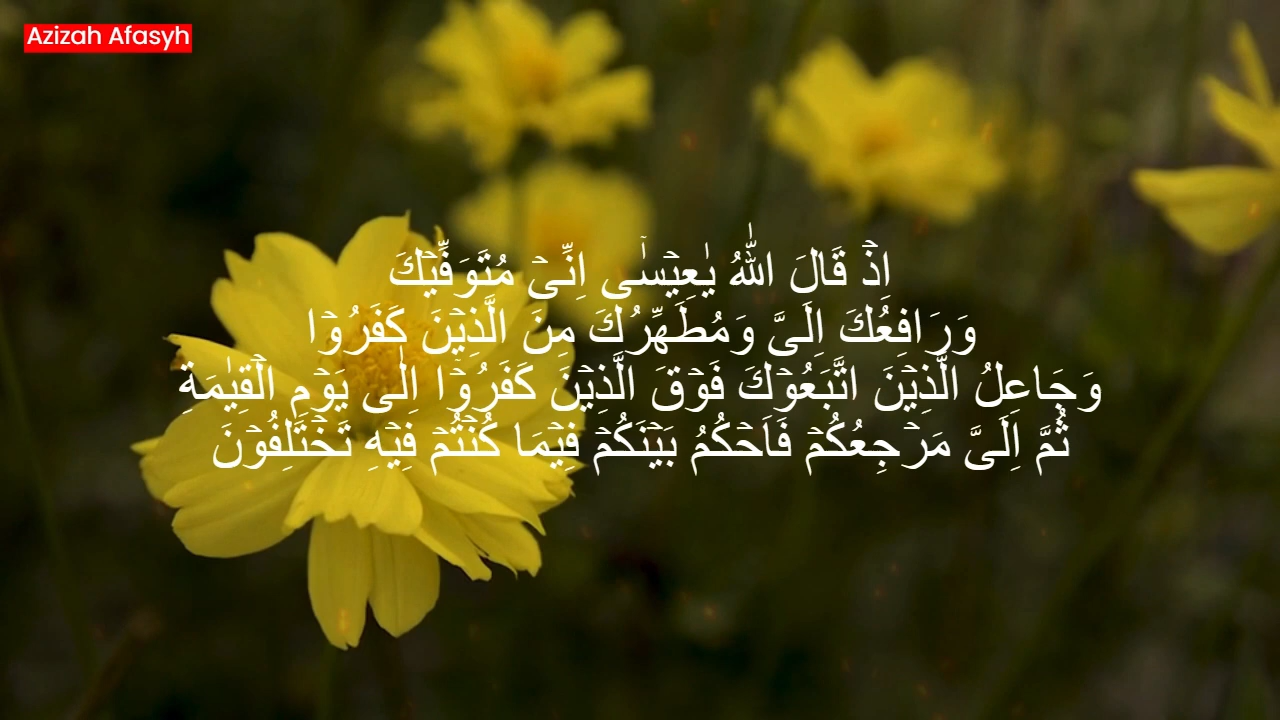 Azizah Afasyh
اِذۡ قَالَ اللّٰهُ يٰعِيۡسٰۤى اِنِّىۡ مُتَوَفِّيۡكَ
وَرَافِعُكَ اِلَىَّ وَمُطَهِّرُكَ مِنَ الَّذِيۡنَ كَفَرُوۡا
وَجَاعِلُ الَّذِيۡنَ اتَّبَعُوۡكَ فَوۡقَ الَّذِيۡنَ كَفَرُوۡۤا اِلٰى يَوۡمِ الۡقِيٰمَةِ
ثُمَّ اِلَىَّ مَرۡجِعُكُمۡ فَاَحۡكُمُ بَيۡنَكُمۡ فِيۡمَا كُنۡتُمۡ فِيۡهِ تَخۡتَلِفُوۡنَ